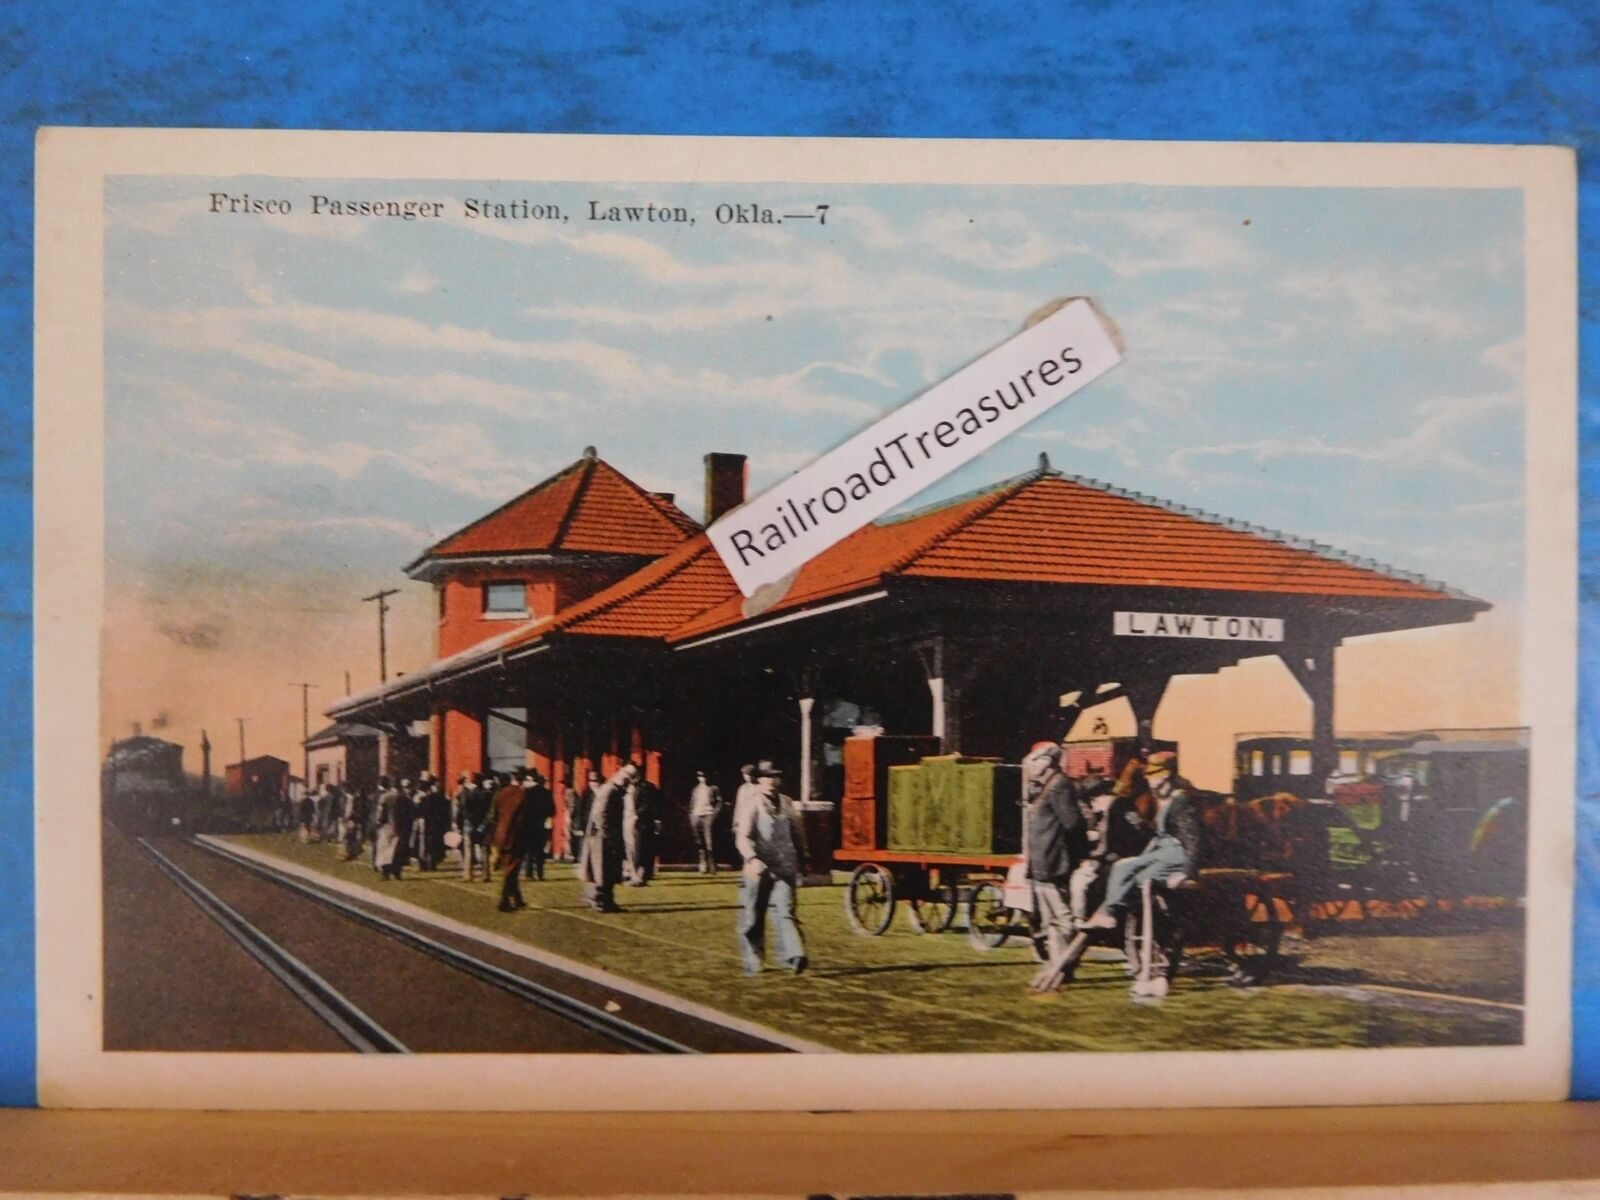 Frisco Passenger Station, Lawton, Okla.—7
RailroadTreasures
LAWTON.